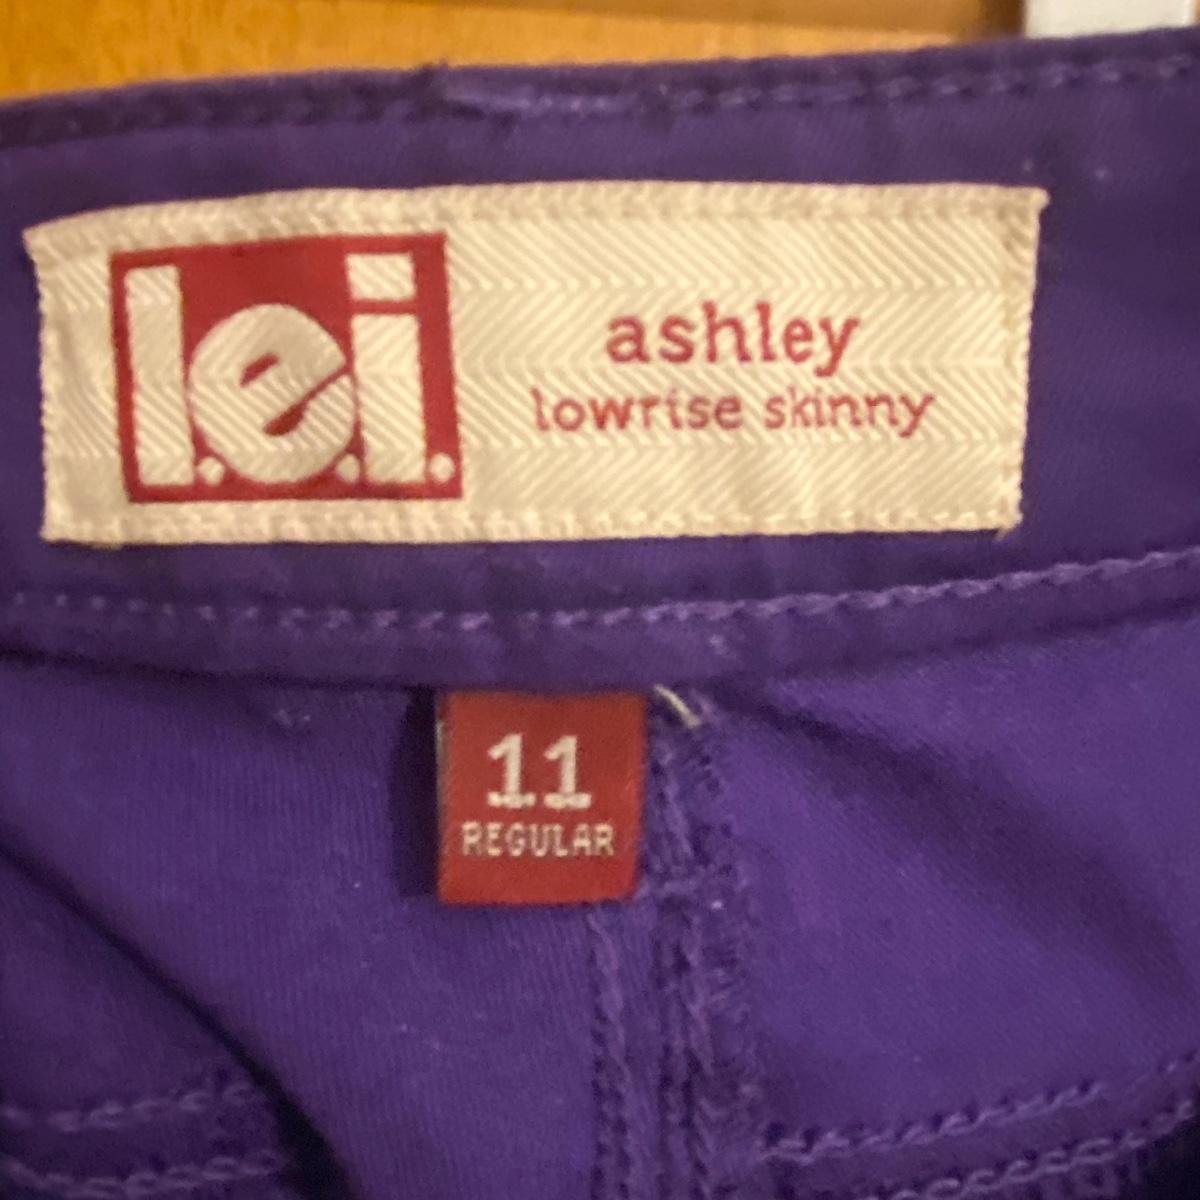 l.e.i.
ashley
lowrise skinny
11
REGULAR